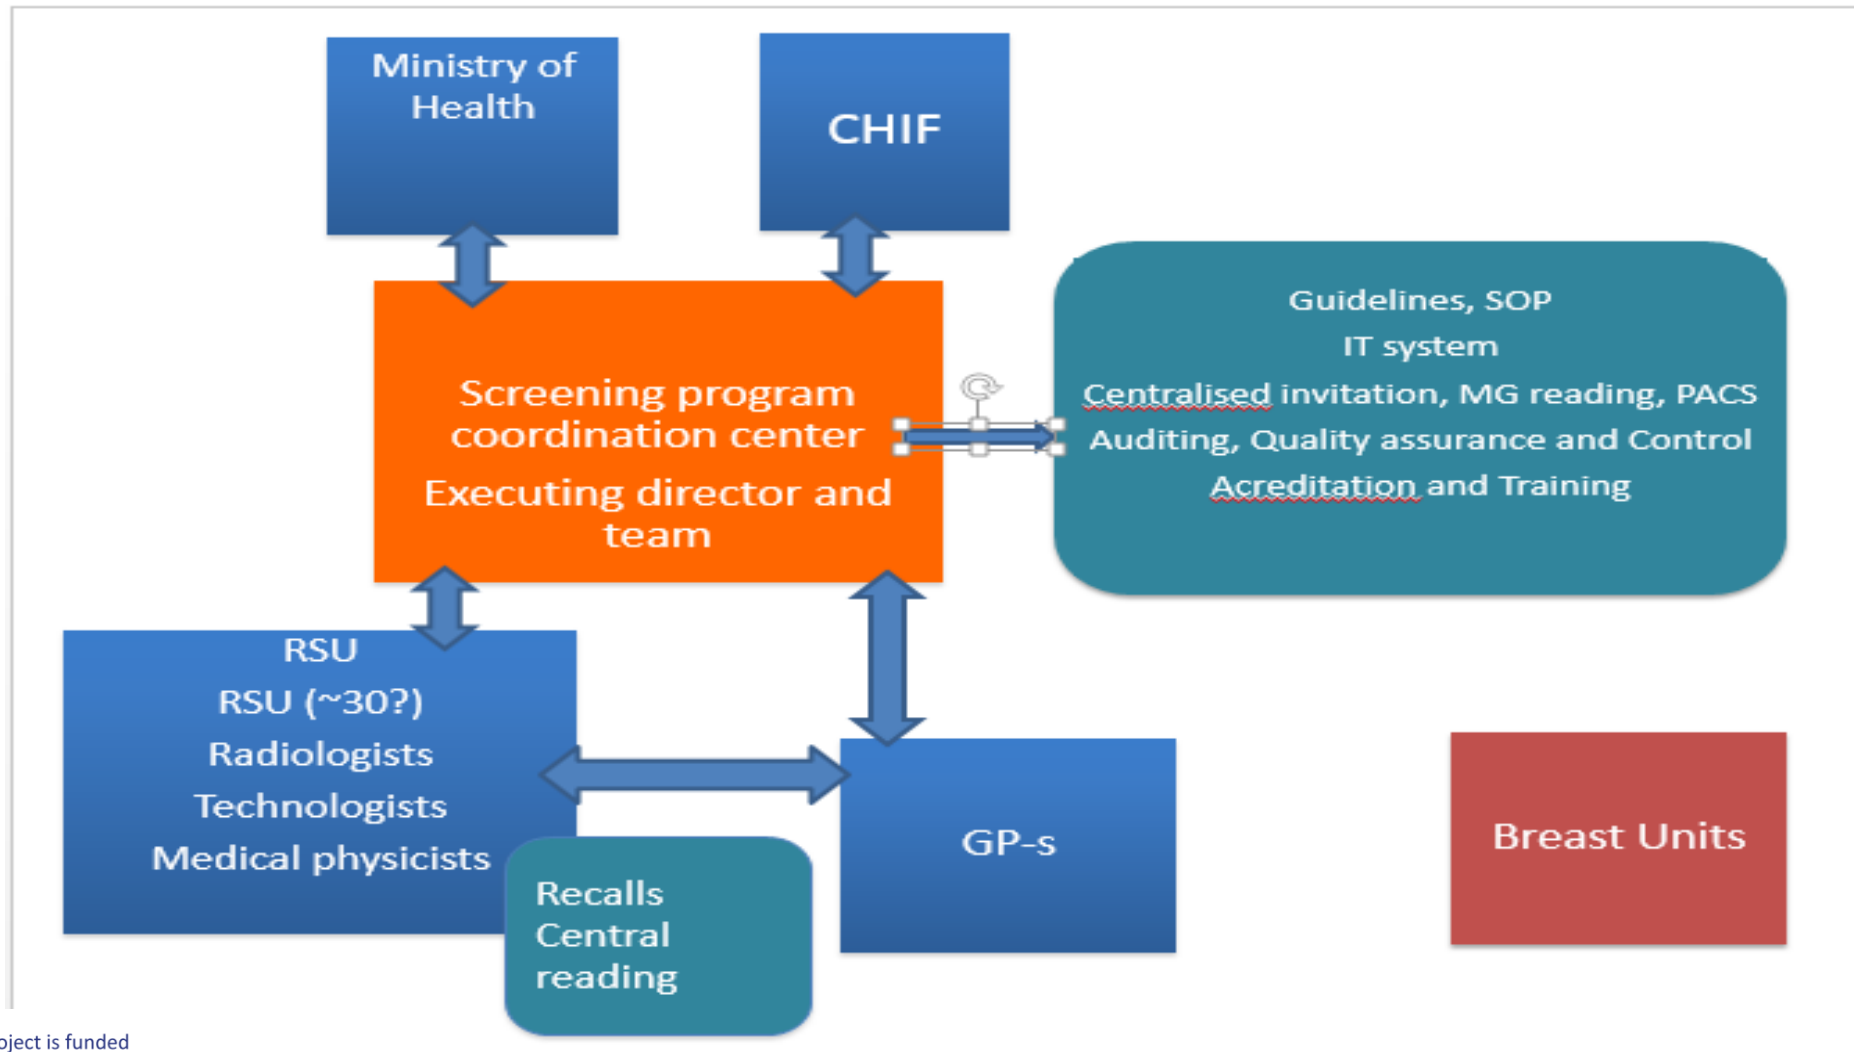 Ministry of
Health
CHIF
Screening program
coordination center
Executing director and
team
Guidelines, SOP
IT system
Centralised invitation, MG reading, PACS
Auditing, Quality assurance and Control
Acreditation and Training
RSU
RSU (~30?)
Radiologists
Technologists
Medical physicists
Recalls
Central
reading
GP-s
Breast Units
oject is funded